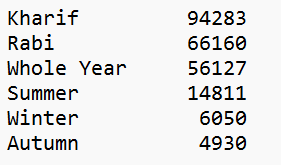 Kharif 94283
Rabi 66160
Whole Year 56127
Summer 14811
Winter 6050
Autumn 4930